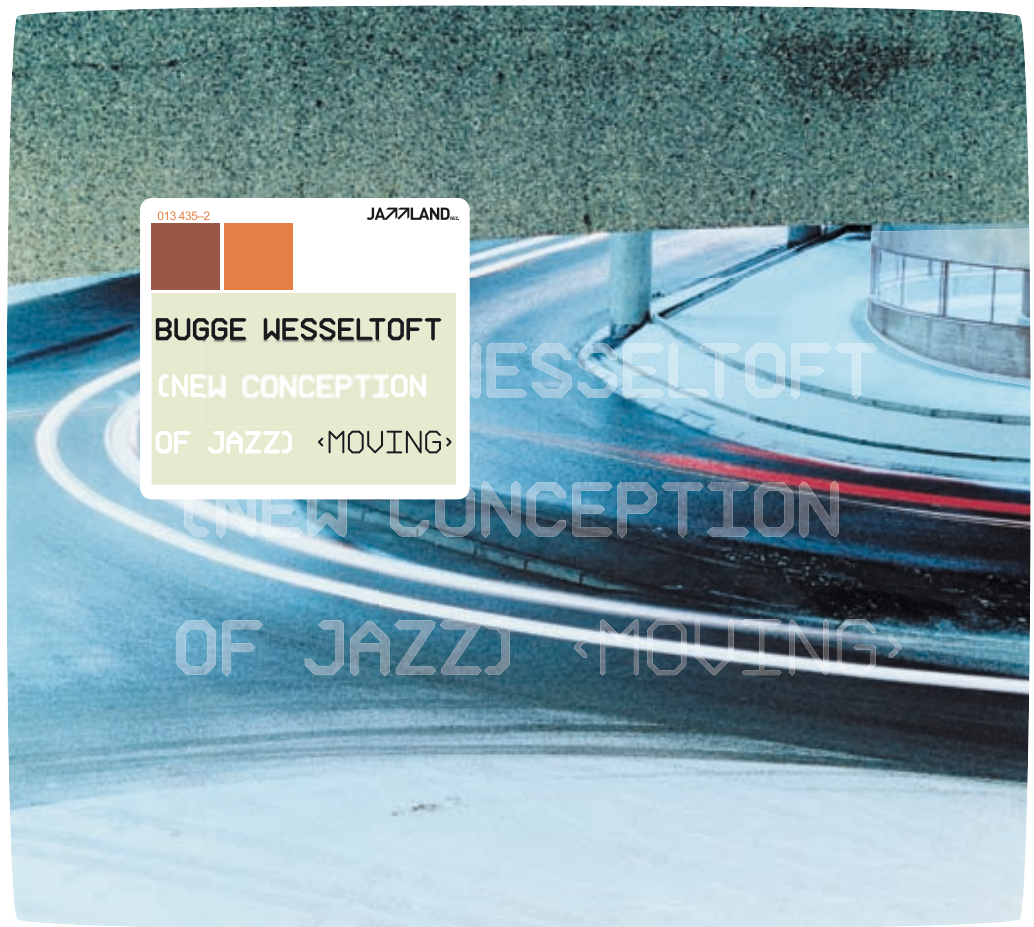 013 435–2
JAZZLAND REC.
BUGGE WESSELTOFT
(NEW CONCEPTION
OF JAZZ) ‹MOVING›
WESSELTOFT
(NEW CONCEPTION
OF JAZZ) ‹MOVING›